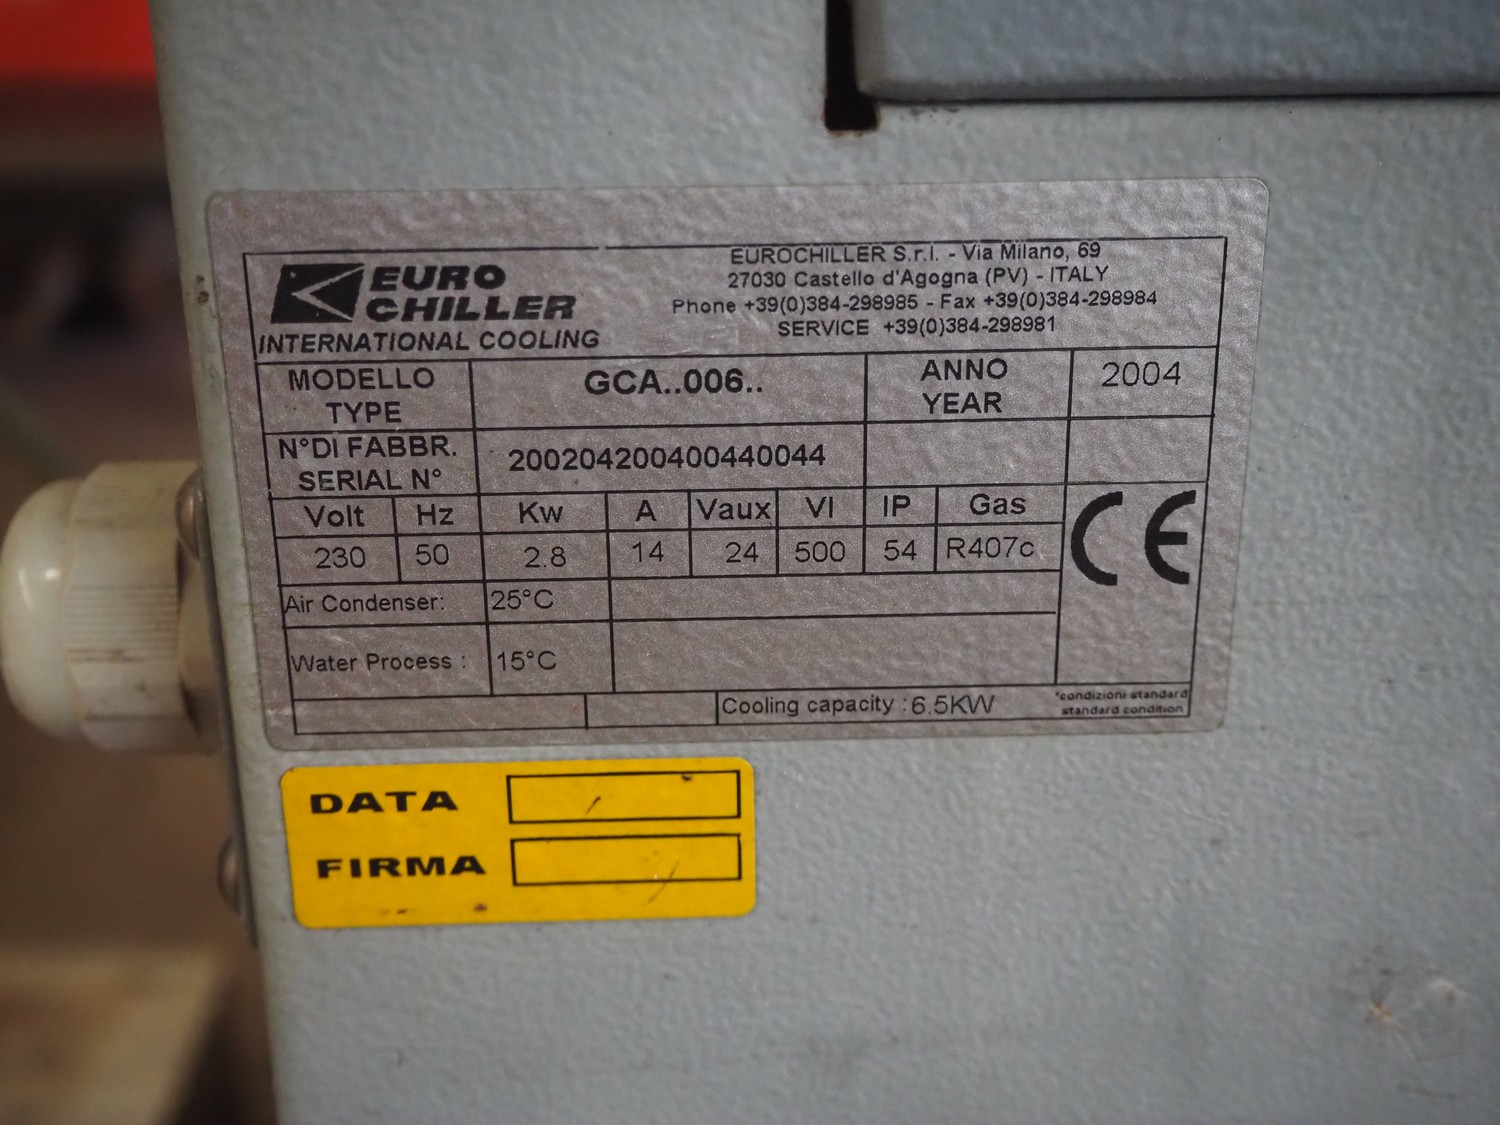 EURO
CHILLER
INTERNATIONAL COOLING
EUROCHILLER S.r.l. - Via Milano, 69
27030 Castello d'Agogna (PV) - ITALY
Phone +39(0)384-298985 - Fax +39(0)384-298984
SERVICE +39(0)384-298981
MODELLO
TYPE
GCA..006..
ANNO
YEAR
2004
N°DI FABBR.
SERIAL N°
200204200400440044
Volt Hz Kw A Vaux VI IP Gas
230 50 2.8 14 24 500 54 R407c
CE
Air Condenser: 25°C
Water Process : 15°C
Cooling capacity : 6.5KW
*condizioni standard
standard condition
DATA
FIRMA